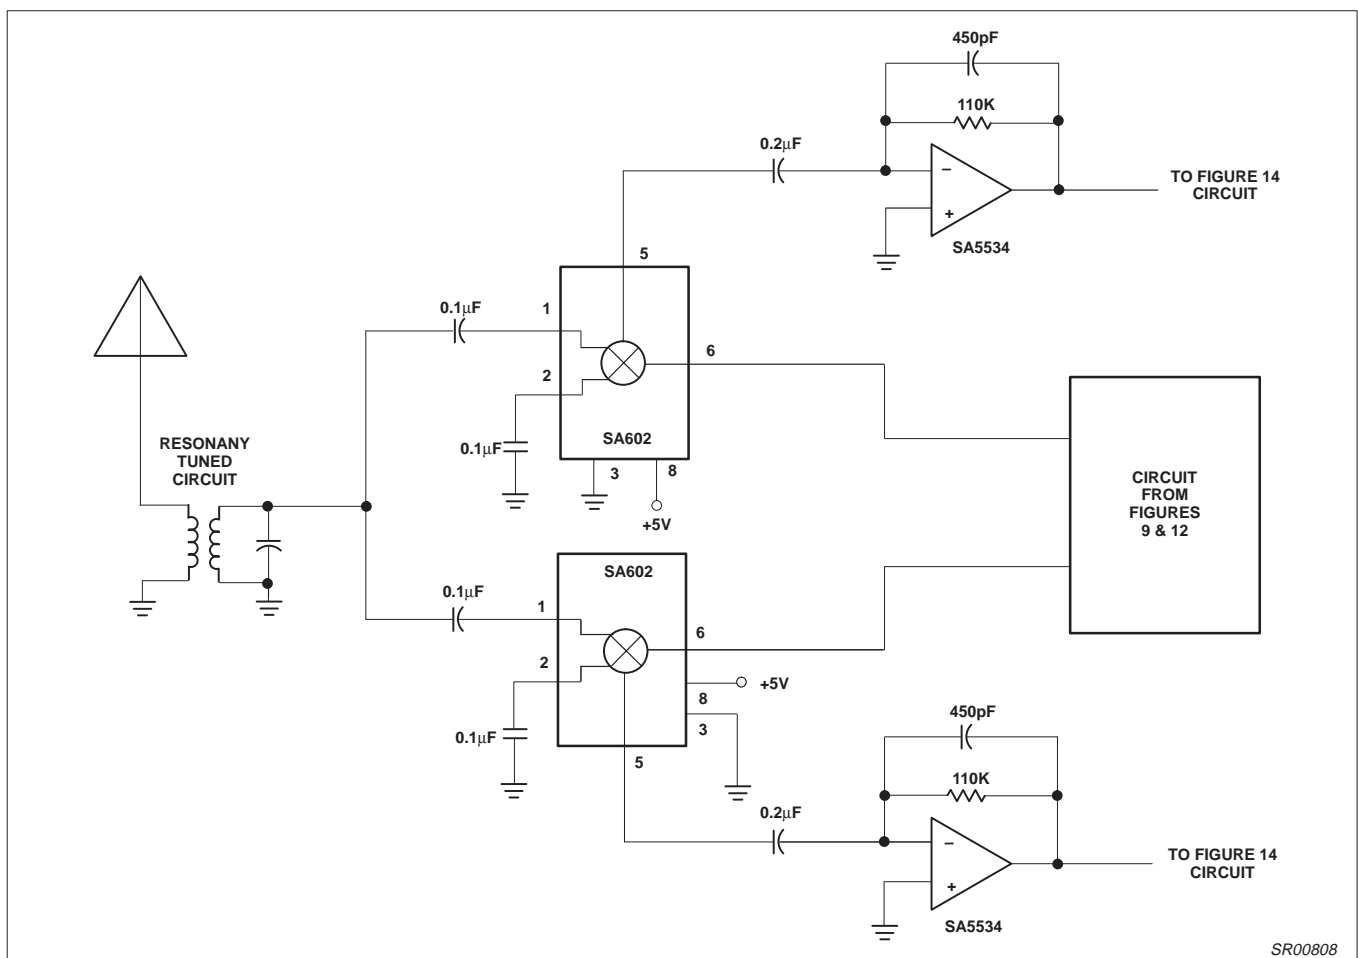 450pF
110K
0.2µF
TO FIGURE 14
CIRCUIT
−
+
SA5534
5
0.1µF
1
6
2
SA602
0.1µF
3
8
+5V
RESONANY
TUNED
CIRCUIT
CIRCUIT
FROM
FIGURES
9 & 12
SA602
0.1µF
1
6
2
+5V
8
0.1µF
3
5
450pF
110K
0.2µF
TO FIGURE 14
CIRCUIT
−
+
SA5534
SR00808